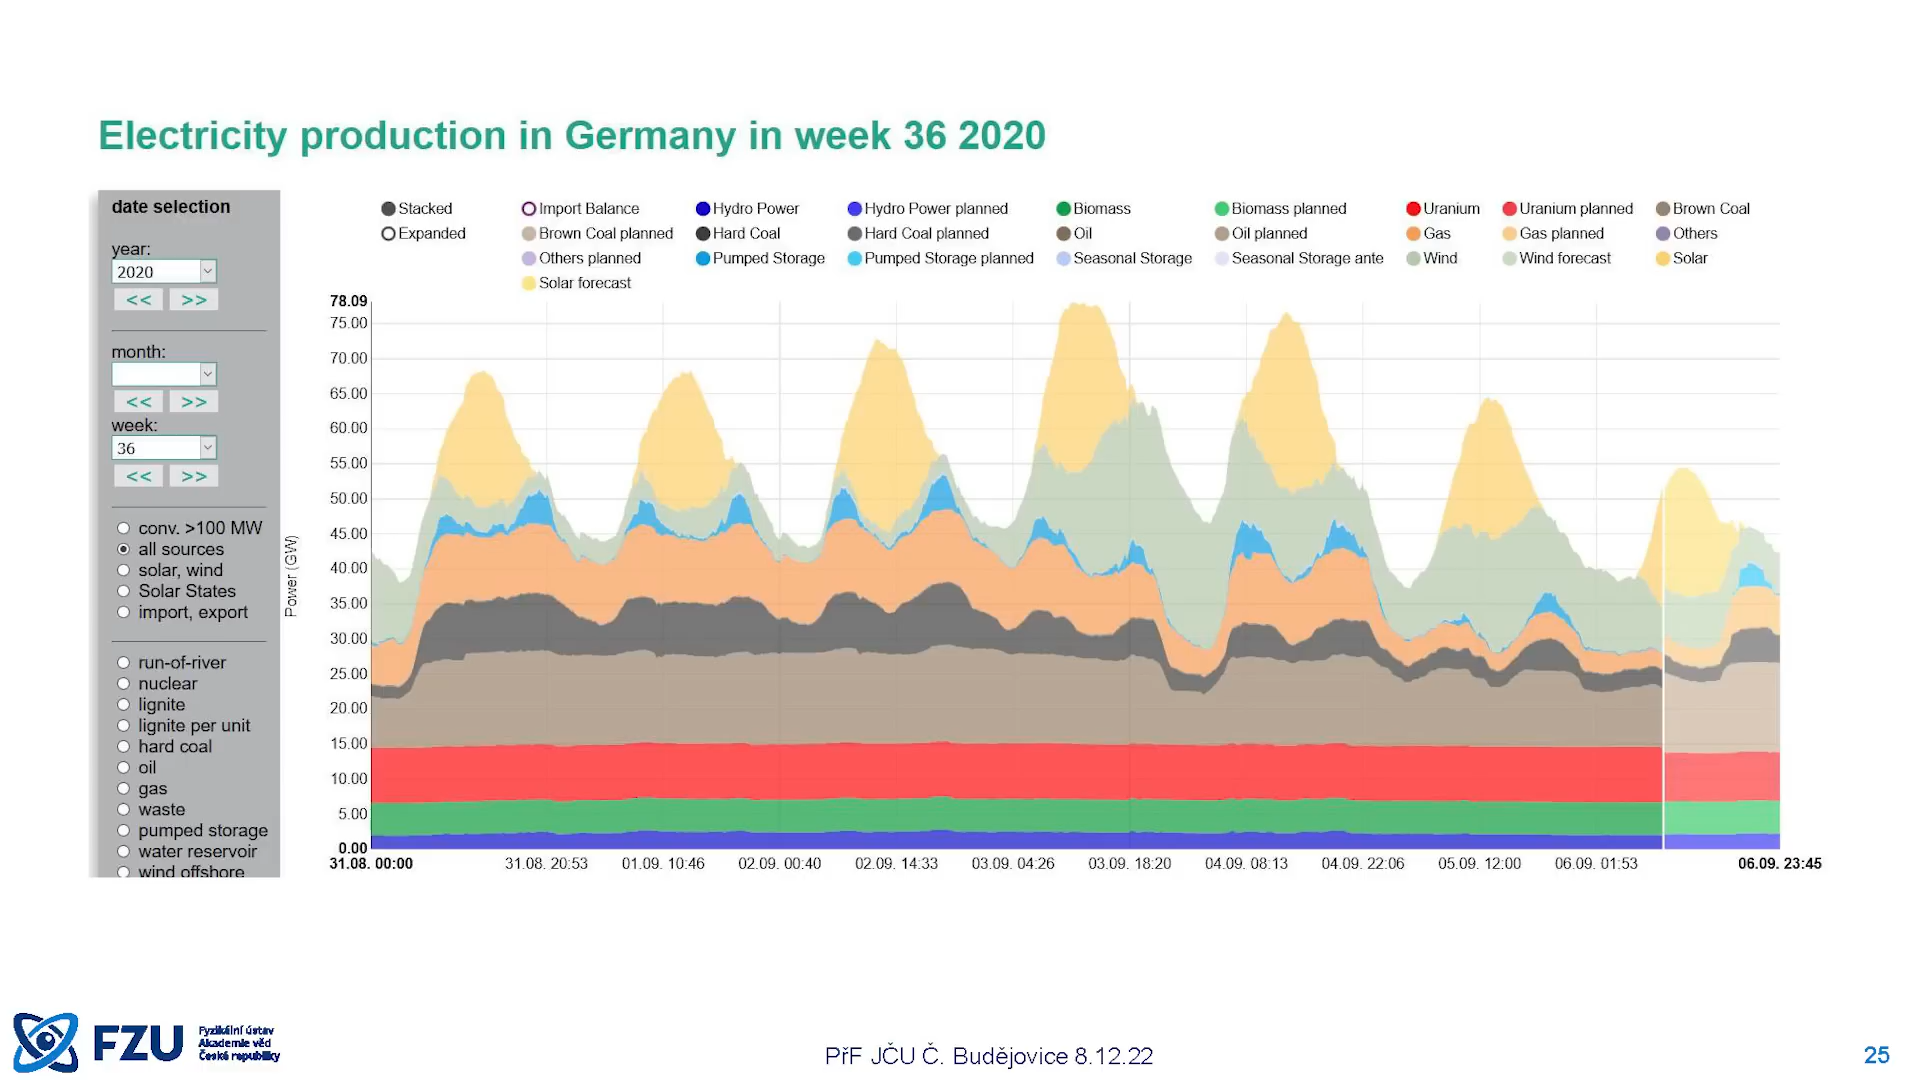 Electricity production in Germany in week 36 2020
date selection
year:
2020
<< >>
month:
<< >>
week:
36
<< >>
conv. >100 MW
all sources
solar, wind
Solar States
import, export
run-of-river
nuclear
lignite
lignite per unit
hard coal
oil
gas
waste
pumped storage
water reservoir
wind offshore
Stacked Import Balance Hydro Power Hydro Power planned Biomass Biomass planned Uranium Uranium planned Brown Coal
Expanded Brown Coal planned Hard Coal Hard Coal planned Oil Oil planned Gas Gas planned Others
Others planned Pumped Storage Pumped Storage planned Seasonal Storage Seasonal Storage ante Wind Wind forecast Solar
Solar forecast
Power (GW)
78.09
75.00
70.00
65.00
60.00
55.00
50.00
45.00
40.00
35.00
30.00
25.00
20.00
15.00
10.00
5.00
0.00
31.08. 00:00 31.08. 20:53 01.09. 10:46 02.09. 00:40 02.09. 14:33 03.09. 04:26 03.09. 18:20 04.09. 08:13 04.09. 22:06 05.09. 12:00 06.09. 01:53 06.09. 23:45
FZU
Fyzikální ústav
Akademie věd
České republiky
PřF JČU Č. Budějovice 8.12.22
25